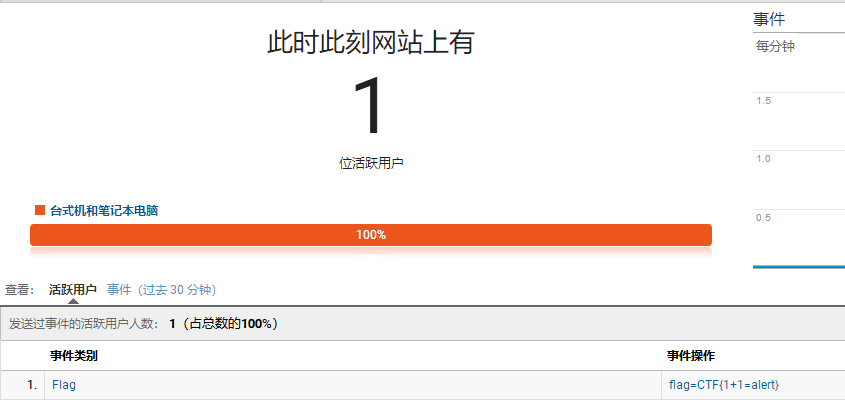 此时此刻网站上有
1
位活跃用户
台式机和笔记本电脑
100%
事件
每分钟
1.5
1.0
0.5
查看： 活跃用户 事件（过去 30 分钟）
发送过事件的活跃用户人数： 1（占总数的100%）
事件类别 事件操作
1. Flag flag=CTF{1+1=alert}